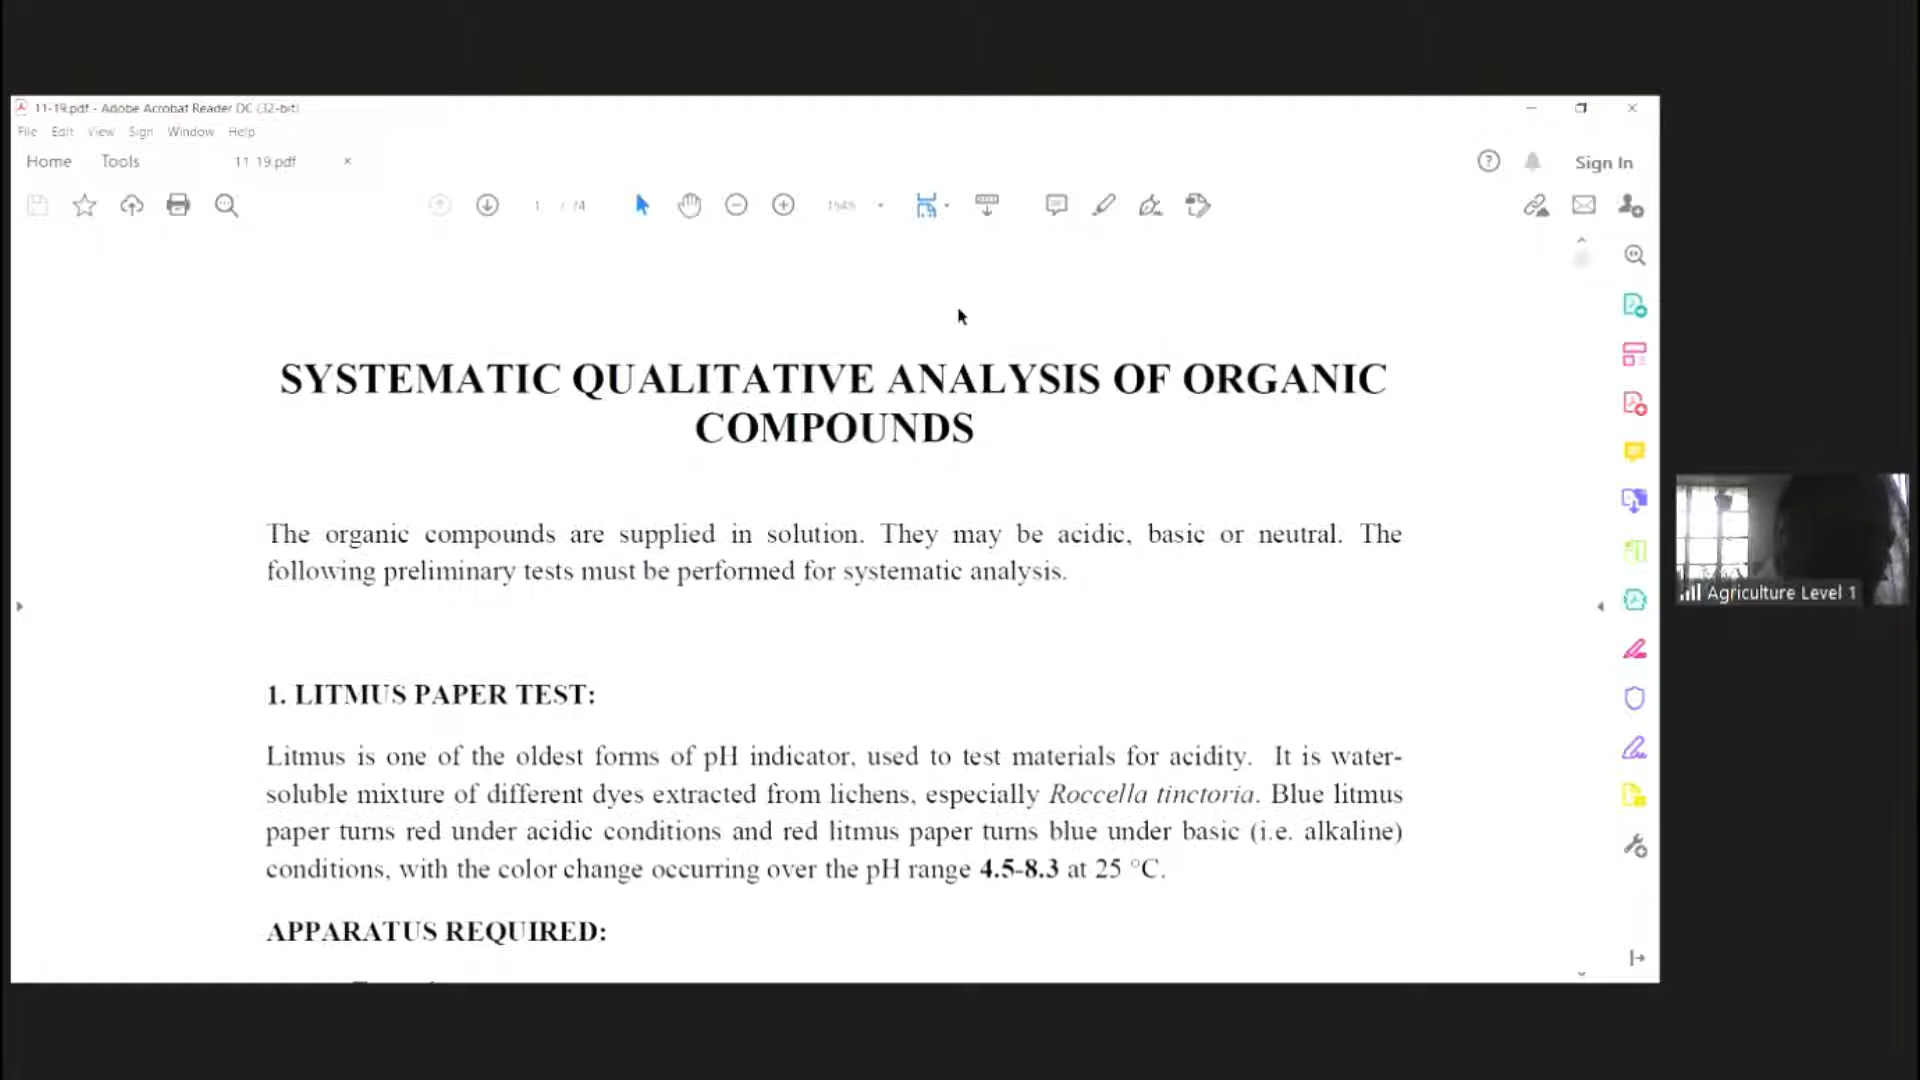 11-19.pdf - Adobe Acrobat Reader DC (32-bit)
File Edit View Sign Window Help
Home Tools 11 19.pdf ×
Sign In
1 / 74
SYSTEMATIC QUALITATIVE ANALYSIS OF ORGANIC
COMPOUNDS
The organic compounds are supplied in solution. They may be acidic, basic or neutral. The
following preliminary tests must be performed for systematic analysis.
1. LITMUS PAPER TEST:
Litmus is one of the oldest forms of pH indicator, used to test materials for acidity. It is water-
soluble mixture of different dyes extracted from lichens, especially Roccella tinctoria. Blue litmus
paper turns red under acidic conditions and red litmus paper turns blue under basic (i.e. alkaline)
conditions, with the color change occurring over the pH range 4.5-8.3 at 25 °C.
APPARATUS REQUIRED:
Agriculture Level 1